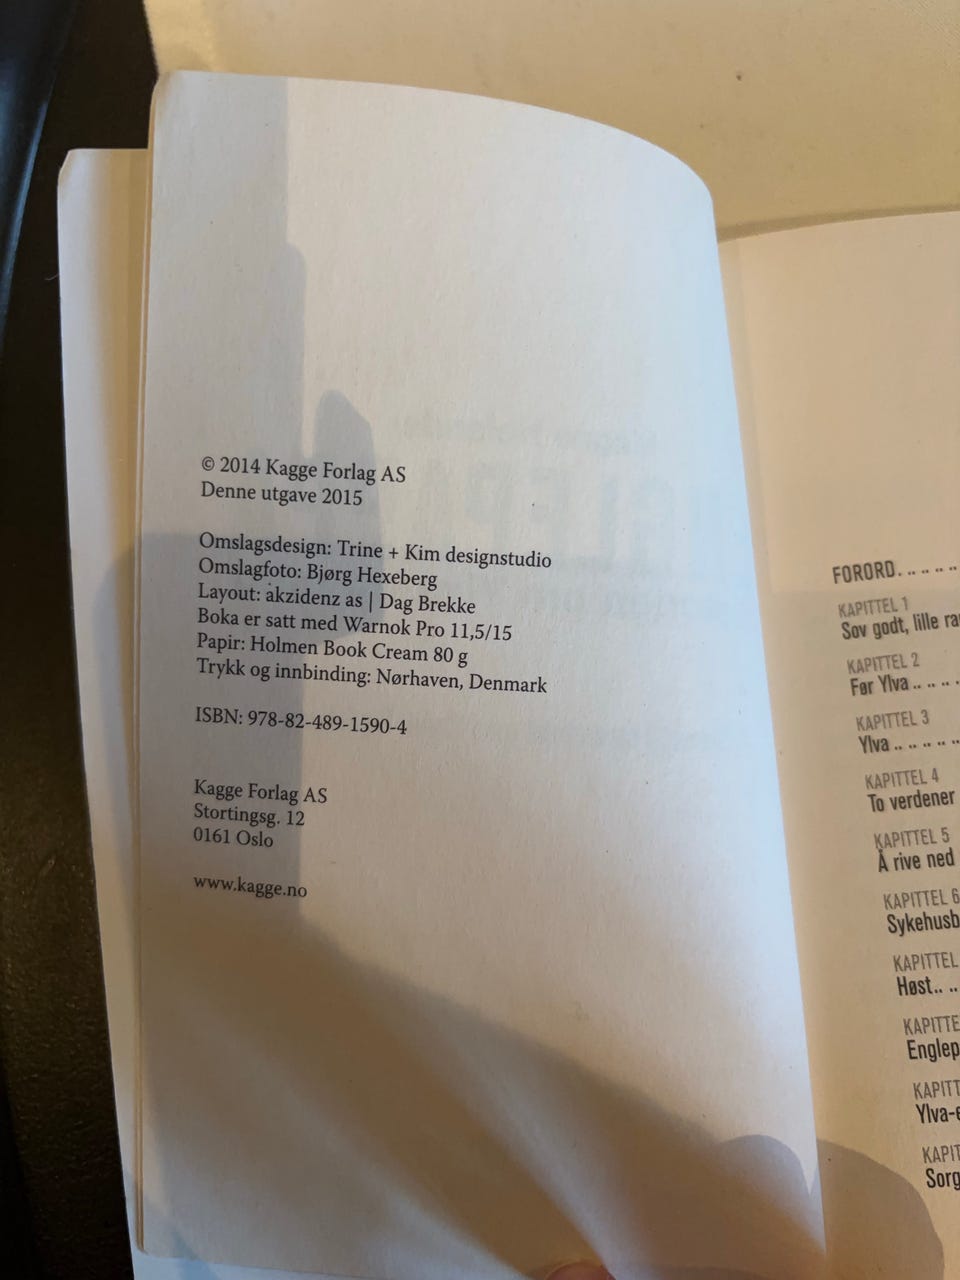 © 2014 Kagge Forlag AS
Denne utgave 2015
Omslagsdesign: Trine + Kim designstudio
Omslagfoto: Bjørg Hexeberg
Layout: akzidenz as | Dag Brekke
Boka er satt med Warnok Pro 11,5/15
Papir: Holmen Book Cream 80 g
Trykk og innbinding: Nørhaven, Denmark
ISBN: 978-82-489-1590-4
Kagge Forlag AS
Stortingsg. 12
0161 Oslo
www.kagge.no
FORORD. .. .. .. ..
KAPITTEL 1
Sov godt, lille
KAPITTEL 2
Før Ylva .. .. .. ..
KAPITTEL 3
Ylva .. .. .. .. ..
KAPITTEL 4
To verdener
KAPITTEL 5
Å rive ned
KAPITTEL 6
KAPITTEL
Høst.. ..